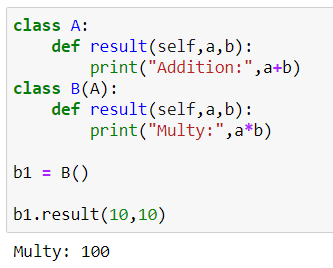 class A:
    def result(self,a,b):
        print("Addition:",a+b)
class B(A):
    def result(self,a,b):
        print("Multy:",a*b)
b1 = B()
b1.result(10,10)
Multy: 100